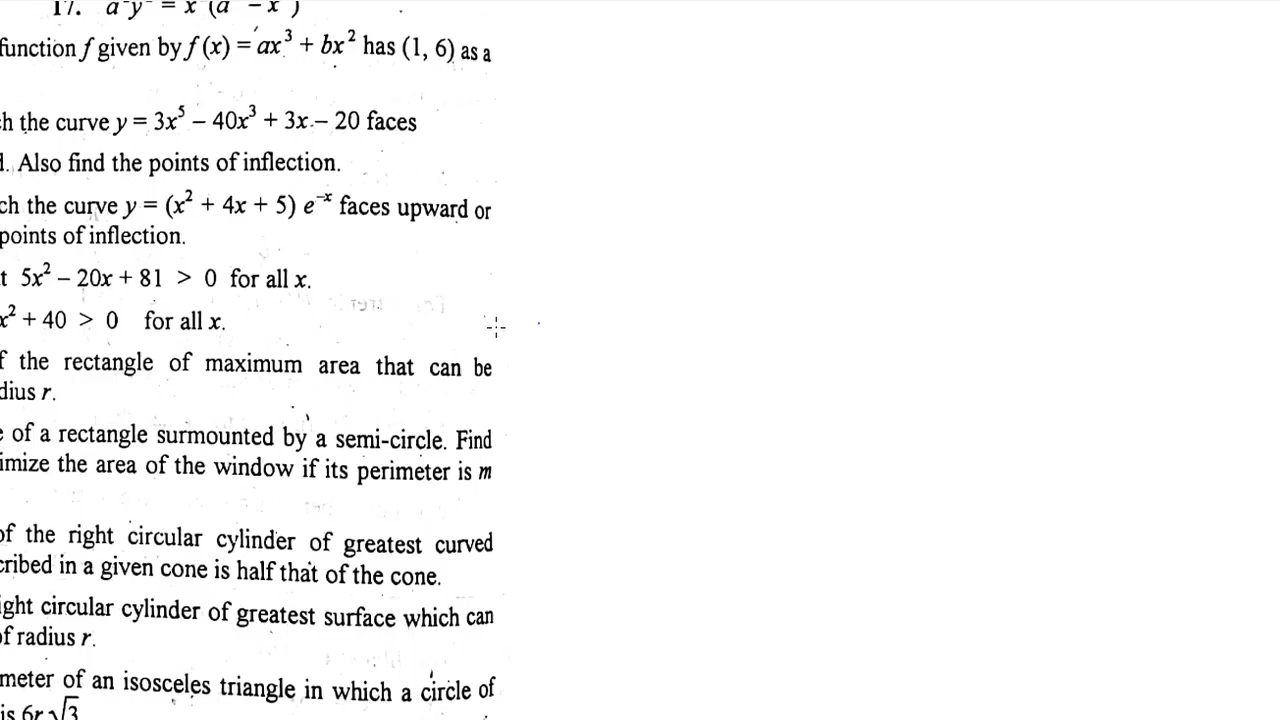 17. a y = x (a - x )
function f given by f (x) = ax³ + bx² has (1, 6) as a
h the curve y = 3x⁵ – 40x³ + 3x – 20 faces
. Also find the points of inflection.
ch the curve y = (x² + 4x + 5) e⁻ˣ faces upward or
points of inflection.
t 5x² – 20x + 81 > 0 for all x.
x² + 40 > 0 for all x.
f the rectangle of maximum area that can be
dius r.
e of a rectangle surmounted by a semi-circle. Find
imize the area of the window if its perimeter is m
of the right circular cylinder of greatest curved
cribed in a given cone is half that of the cone.
ight circular cylinder of greatest surface which can
of radius r.
meter of an isosceles triangle in which a circle of
is 6r √3